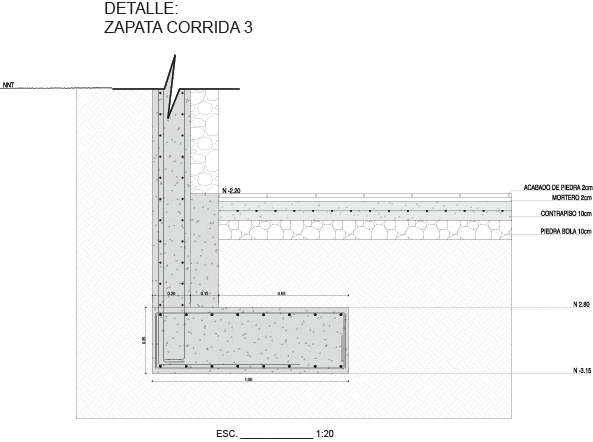 DETALLE:
ZAPATA CORRIDA 3
NNT
N -2.20
ACABADO DE PIEDRA 2cm
MORTERO 2cm
CONTRAPISO 10cm
PIEDRA BOLA 10cm
0.20 0.15 0.65
N 2.80
N -3.15
1.00
ESC. _____________ 1:20